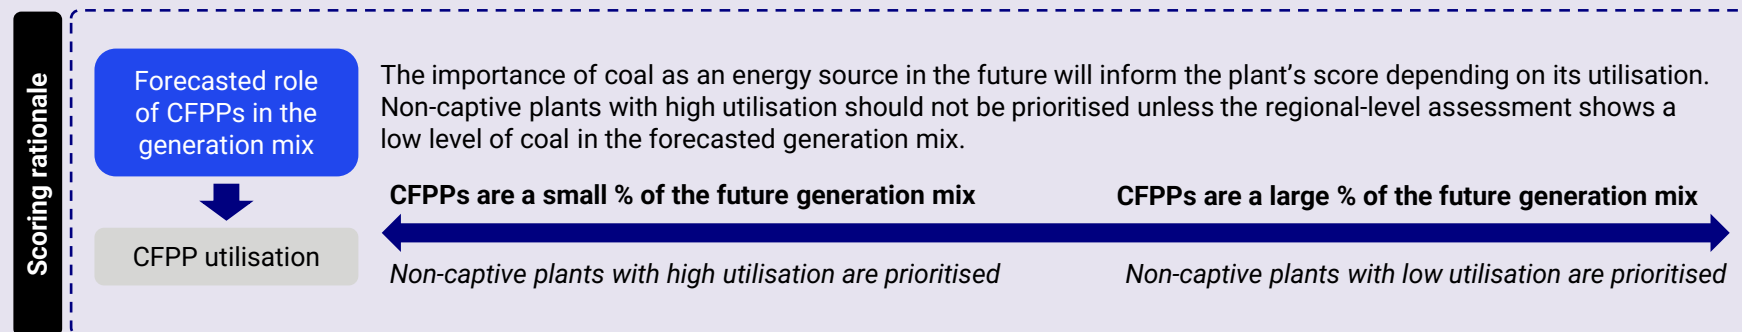 Scoring rationale
Forecasted role
of CFPPs in the
generation mix
The importance of coal as an energy source in the future will inform the plant’s score depending on its utilisation.
Non-captive plants with high utilisation should not be prioritised unless the regional-level assessment shows a
low level of coal in the forecasted generation mix.
CFPPs are a small % of the future generation mix
CFPPs are a large % of the future generation mix
CFPP utilisation
Non-captive plants with high utilisation are prioritised
Non-captive plants with low utilisation are prioritised